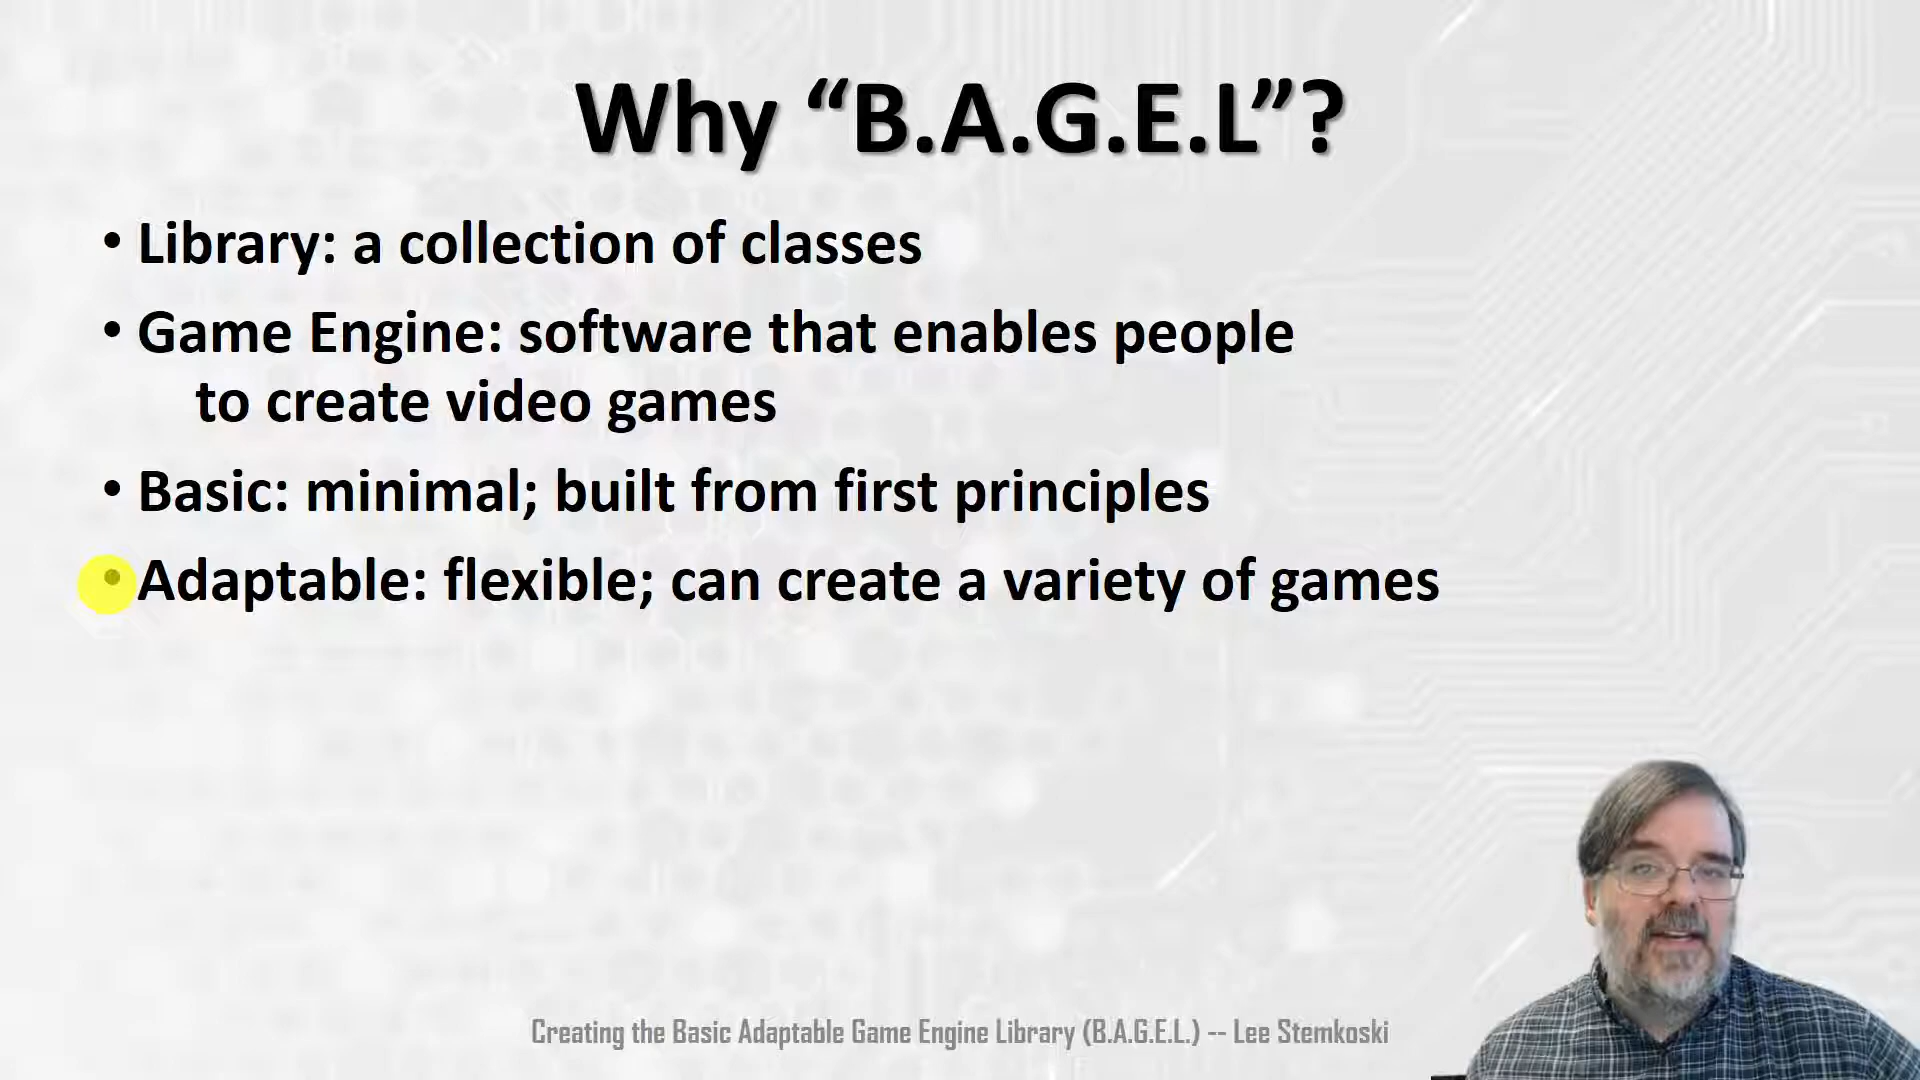 Why “B.A.G.E.L”?
• Library: a collection of classes
• Game Engine: software that enables people
to create video games
• Basic: minimal; built from first principles
• Adaptable: flexible; can create a variety of games
Creating the Basic Adaptable Game Engine Library (B.A.G.E.L.) -- Lee Stemkoski